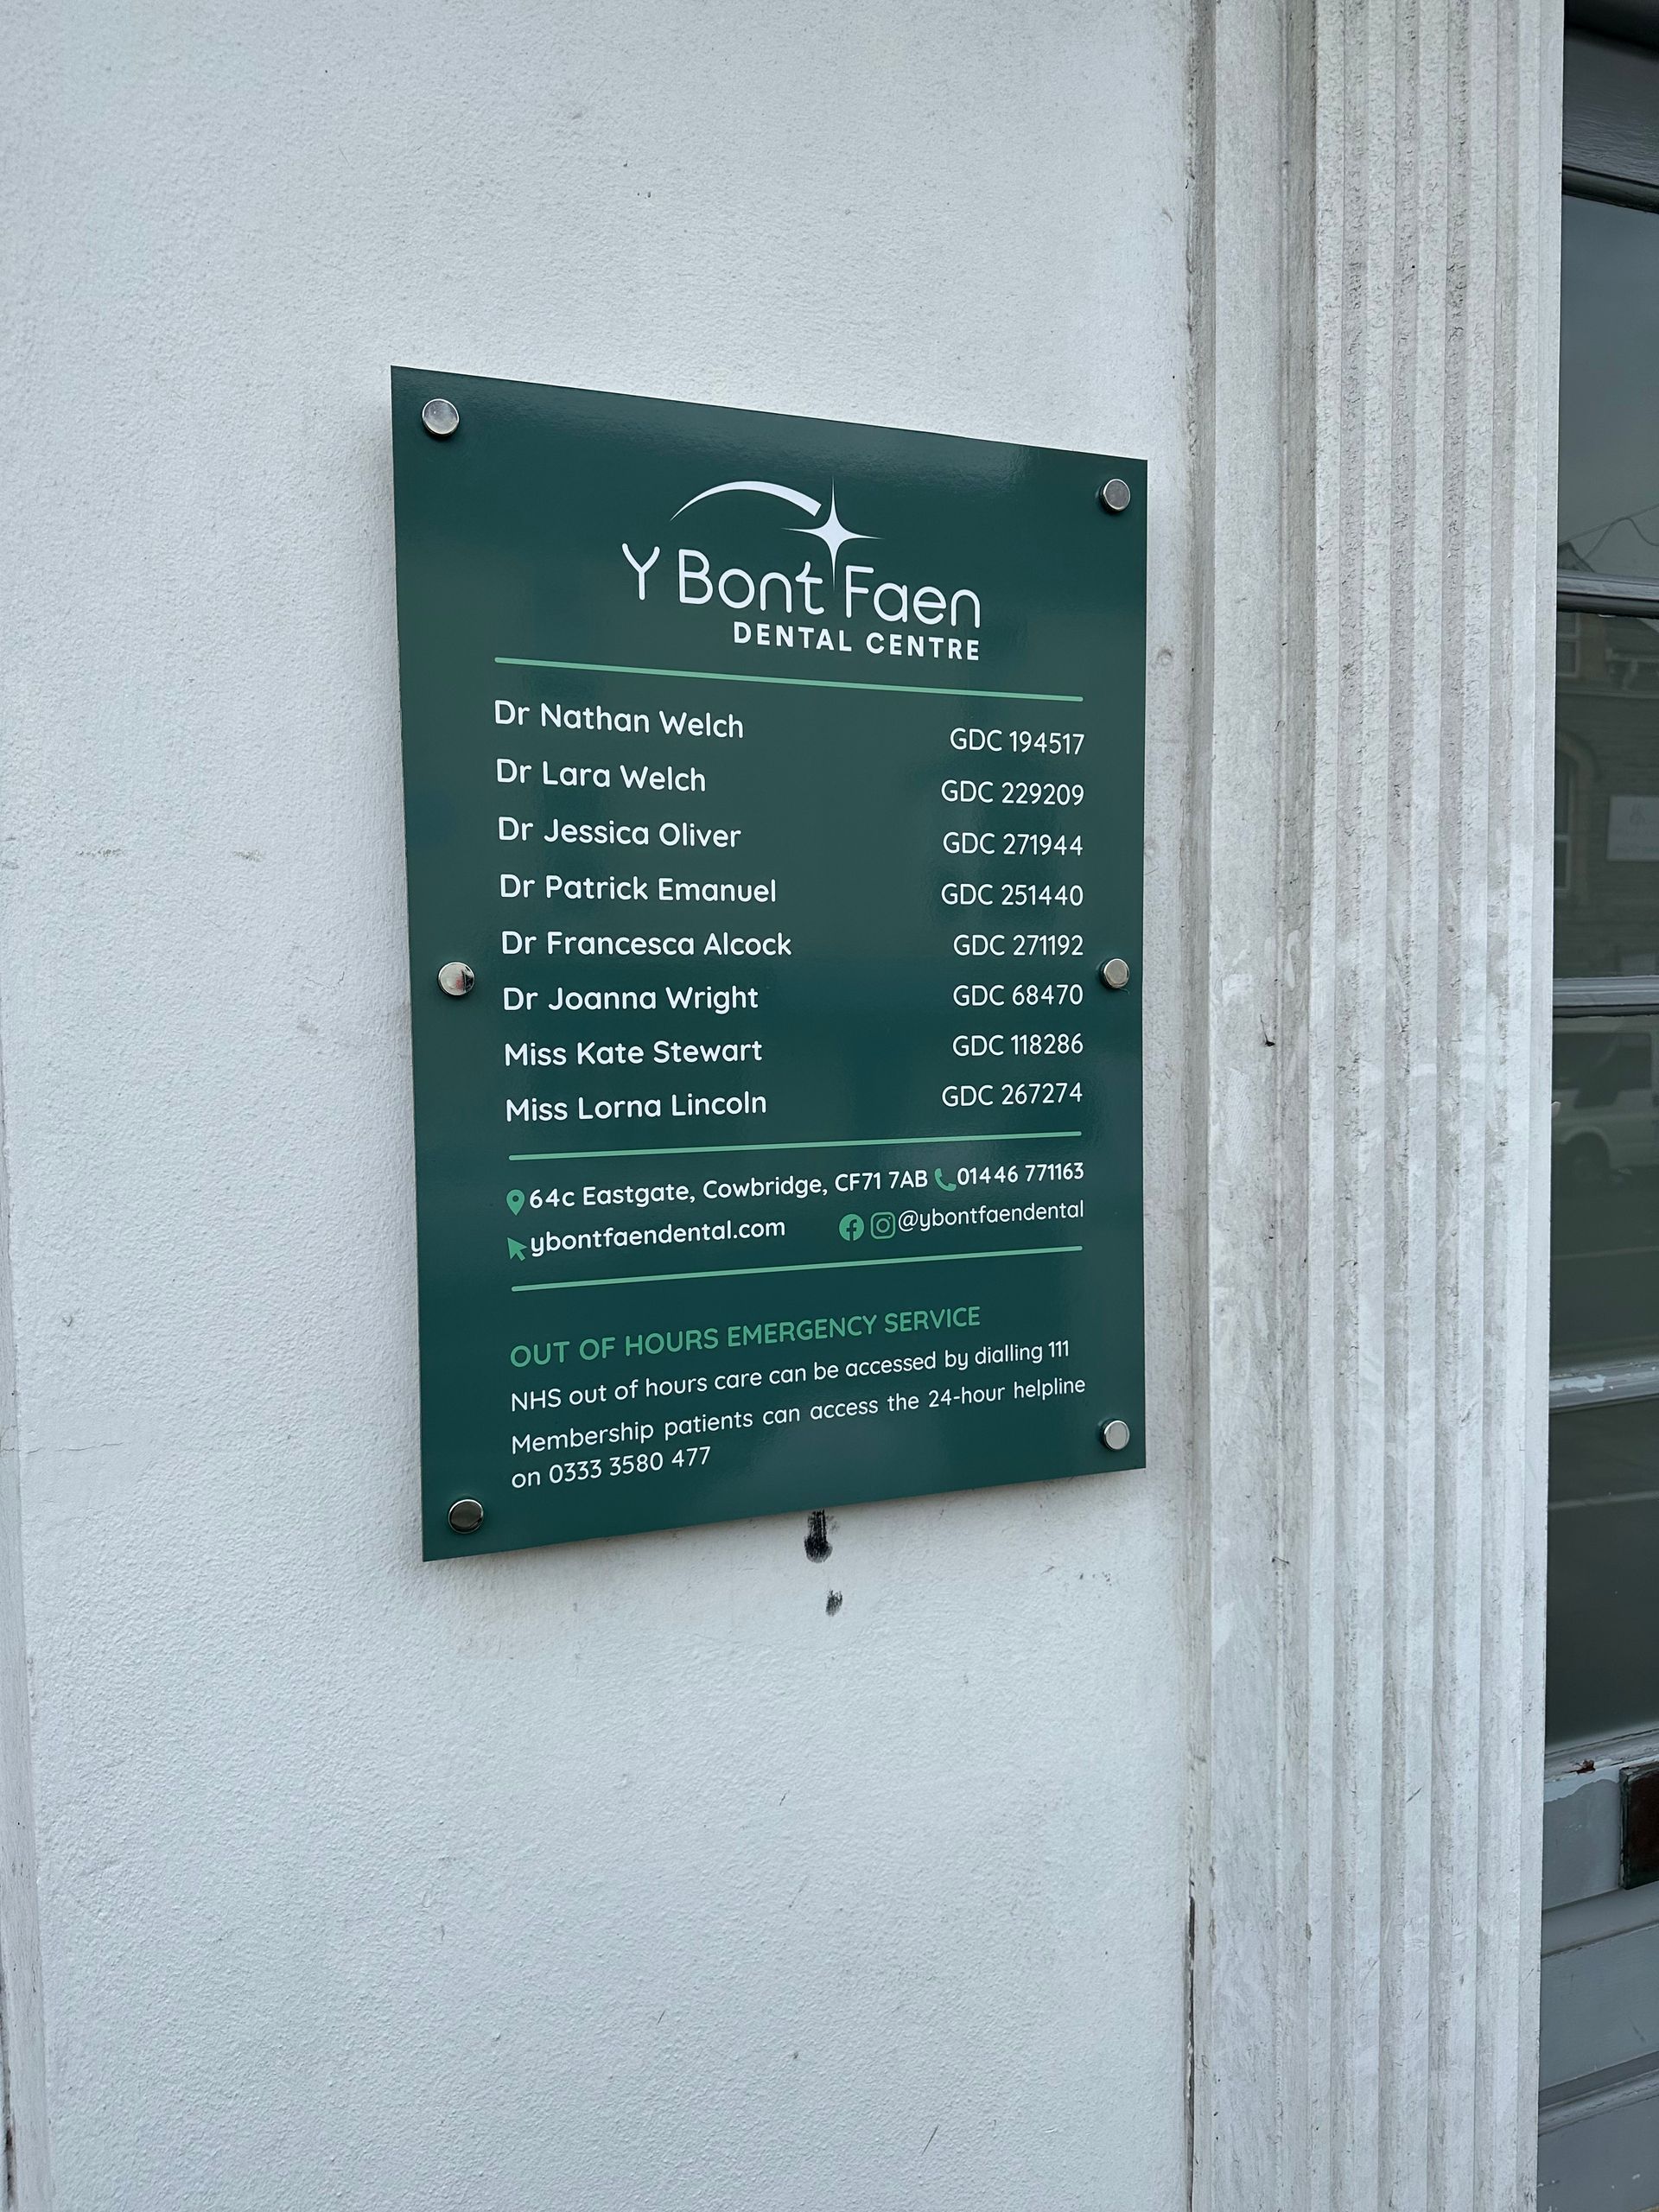 Y Bont Faen
DENTAL CENTRE
Dr Nathan Welch GDC 194517
Dr Lara Welch GDC 229209
Dr Jessica Oliver GDC 271944
Dr Patrick Emanuel GDC 251440
Dr Francesca Alcock GDC 271192
Dr Joanna Wright GDC 68470
Miss Kate Stewart GDC 118286
Miss Lorna Lincoln GDC 267274
64c Eastgate, Cowbridge, CF71 7AB 01446 771163
ybontfaendental.com @ybontfaendental
OUT OF HOURS EMERGENCY SERVICE
NHS out of hours care can be accessed by dialling 111
Membership patients can access the 24-hour helpline
on 0333 3580 477